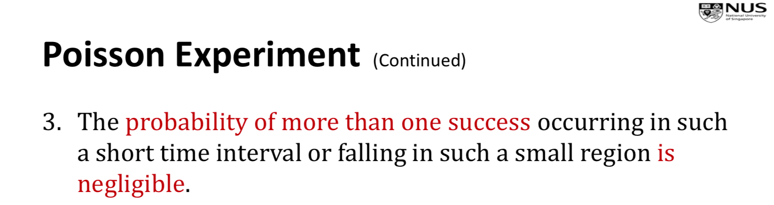 NUS
National University
of Singapore
Poisson Experiment (Continued)
3. The probability of more than one success occurring in such
a short time interval or falling in such a small region is
negligible.